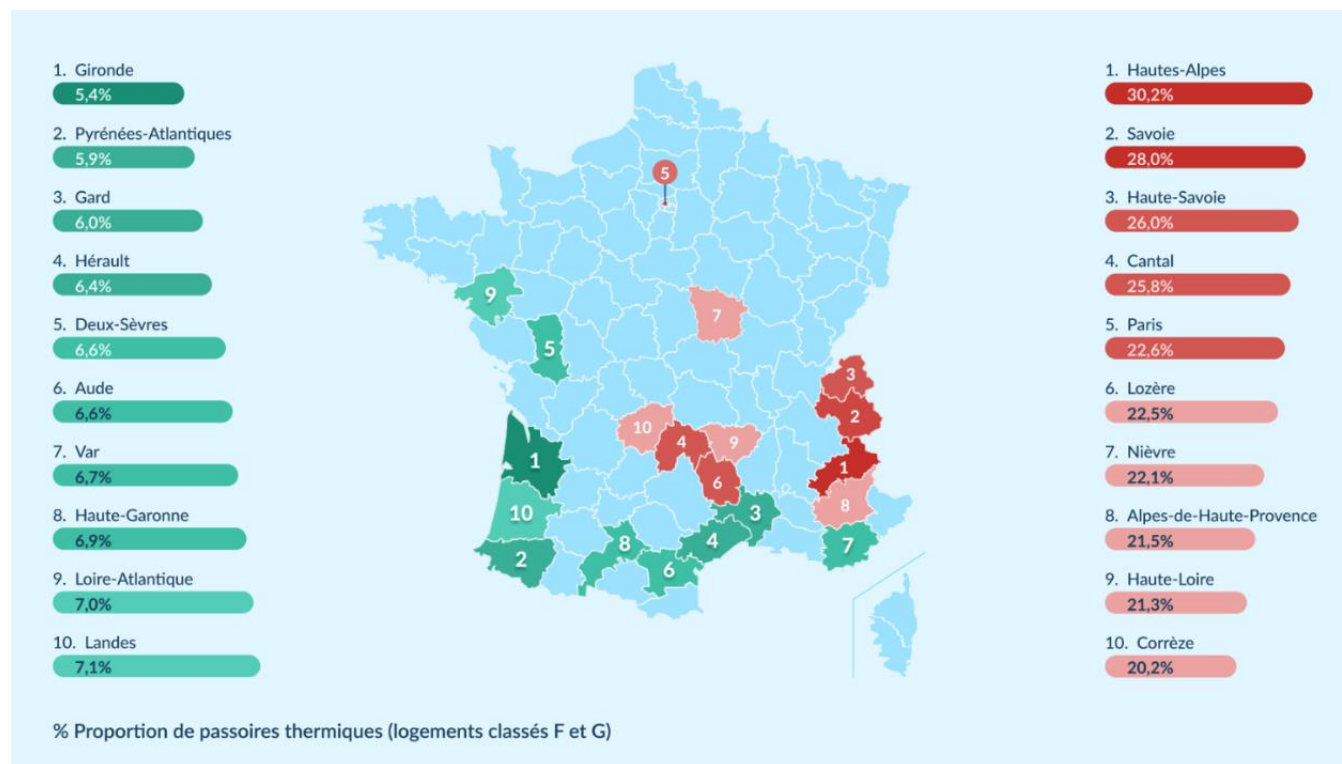 1. Gironde
5,4%
2. Pyrénées-Atlantiques
5,9%
3. Gard
6,0%
4. Hérault
6,4%
5. Deux-Sèvres
6,6%
6. Aude
6,6%
7. Var
6,7%
8. Haute-Garonne
6,9%
9. Loire-Atlantique
7,0%
10. Landes
7,1%
5
9
7
5
3
2
10
4
9
1
6
1
8
10
3
7
8
4
2
6
1. Hautes-Alpes
30,2%
2. Savoie
28,0%
3. Haute-Savoie
26,0%
4. Cantal
25,8%
5. Paris
22,6%
6. Lozère
22,5%
7. Nièvre
22,1%
8. Alpes-de-Haute-Provence
21,5%
9. Haute-Loire
21,3%
10. Corrèze
20,2%
% Proportion de passoires thermiques (logements classés F et G)